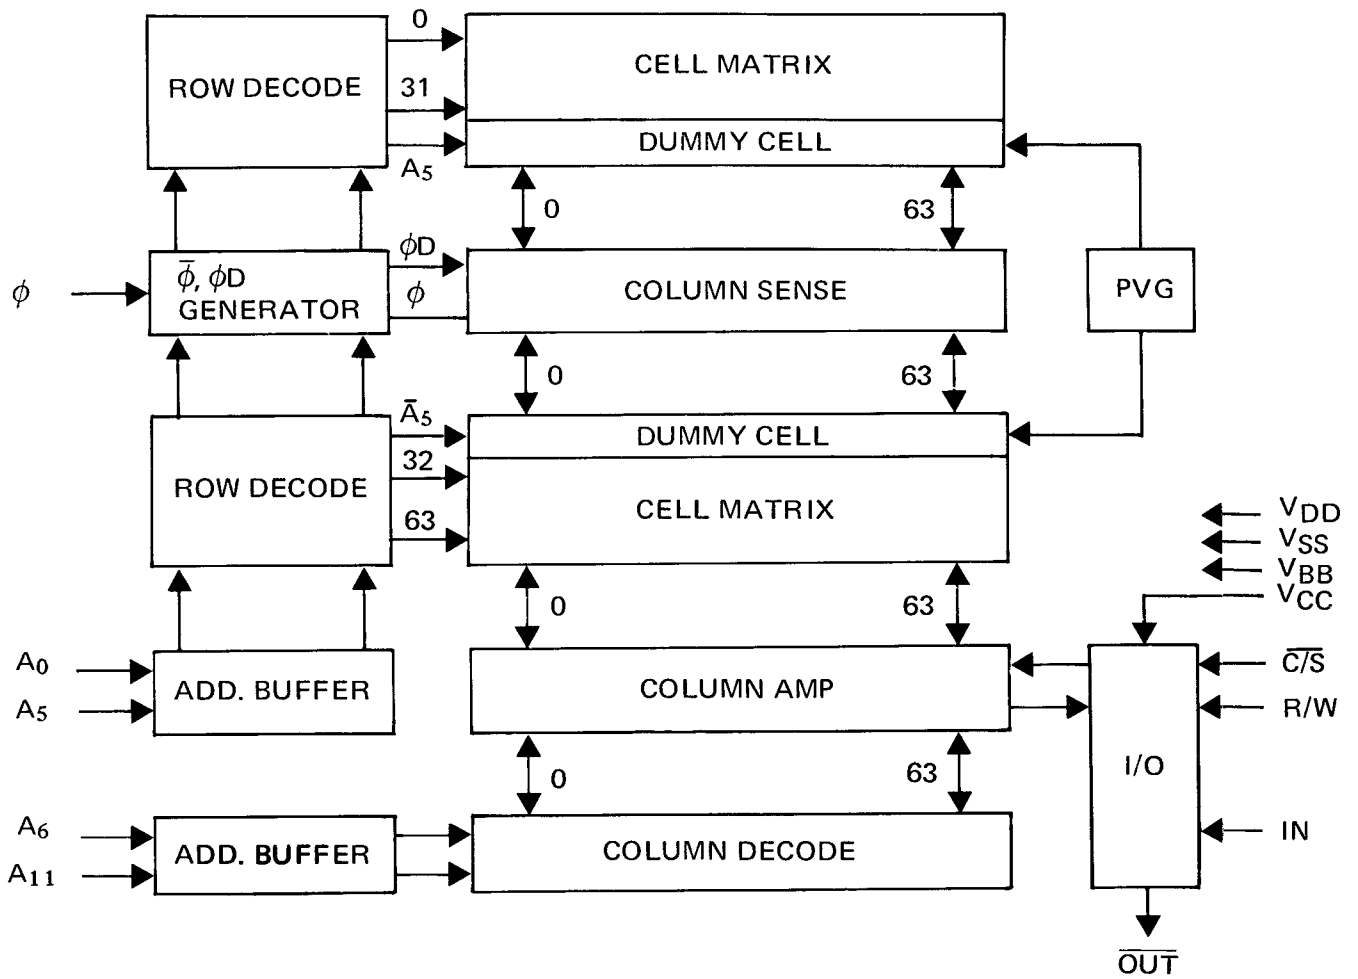 0
ROW DECODE
CELL MATRIX
31
DUMMY CELL
A5
0
63
ϕD
ϕ
ϕ̅, ϕD
GENERATOR
ϕ
COLUMN SENSE
PVG
0
63
A̅5
DUMMY CELL
32
ROW DECODE
CELL MATRIX
63
VDD
VSS
VBB
VCC
0
63
A0
A5
ADD. BUFFER
COLUMN AMP
C̅/̅S̅
R/W
I/O
0
63
A6
A11
ADD. BUFFER
COLUMN DECODE
IN
O̅U̅T̅